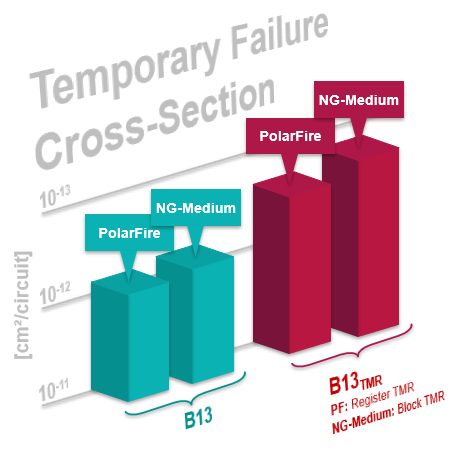 Temporary Failure
Cross-Section
NG-Medium
PolarFire
10-13
NG-Medium
PolarFire
10-12
[cm²/circuit]
10-11
B13
B13TMR
PF: Register TMR
NG-Medium: Block TMR